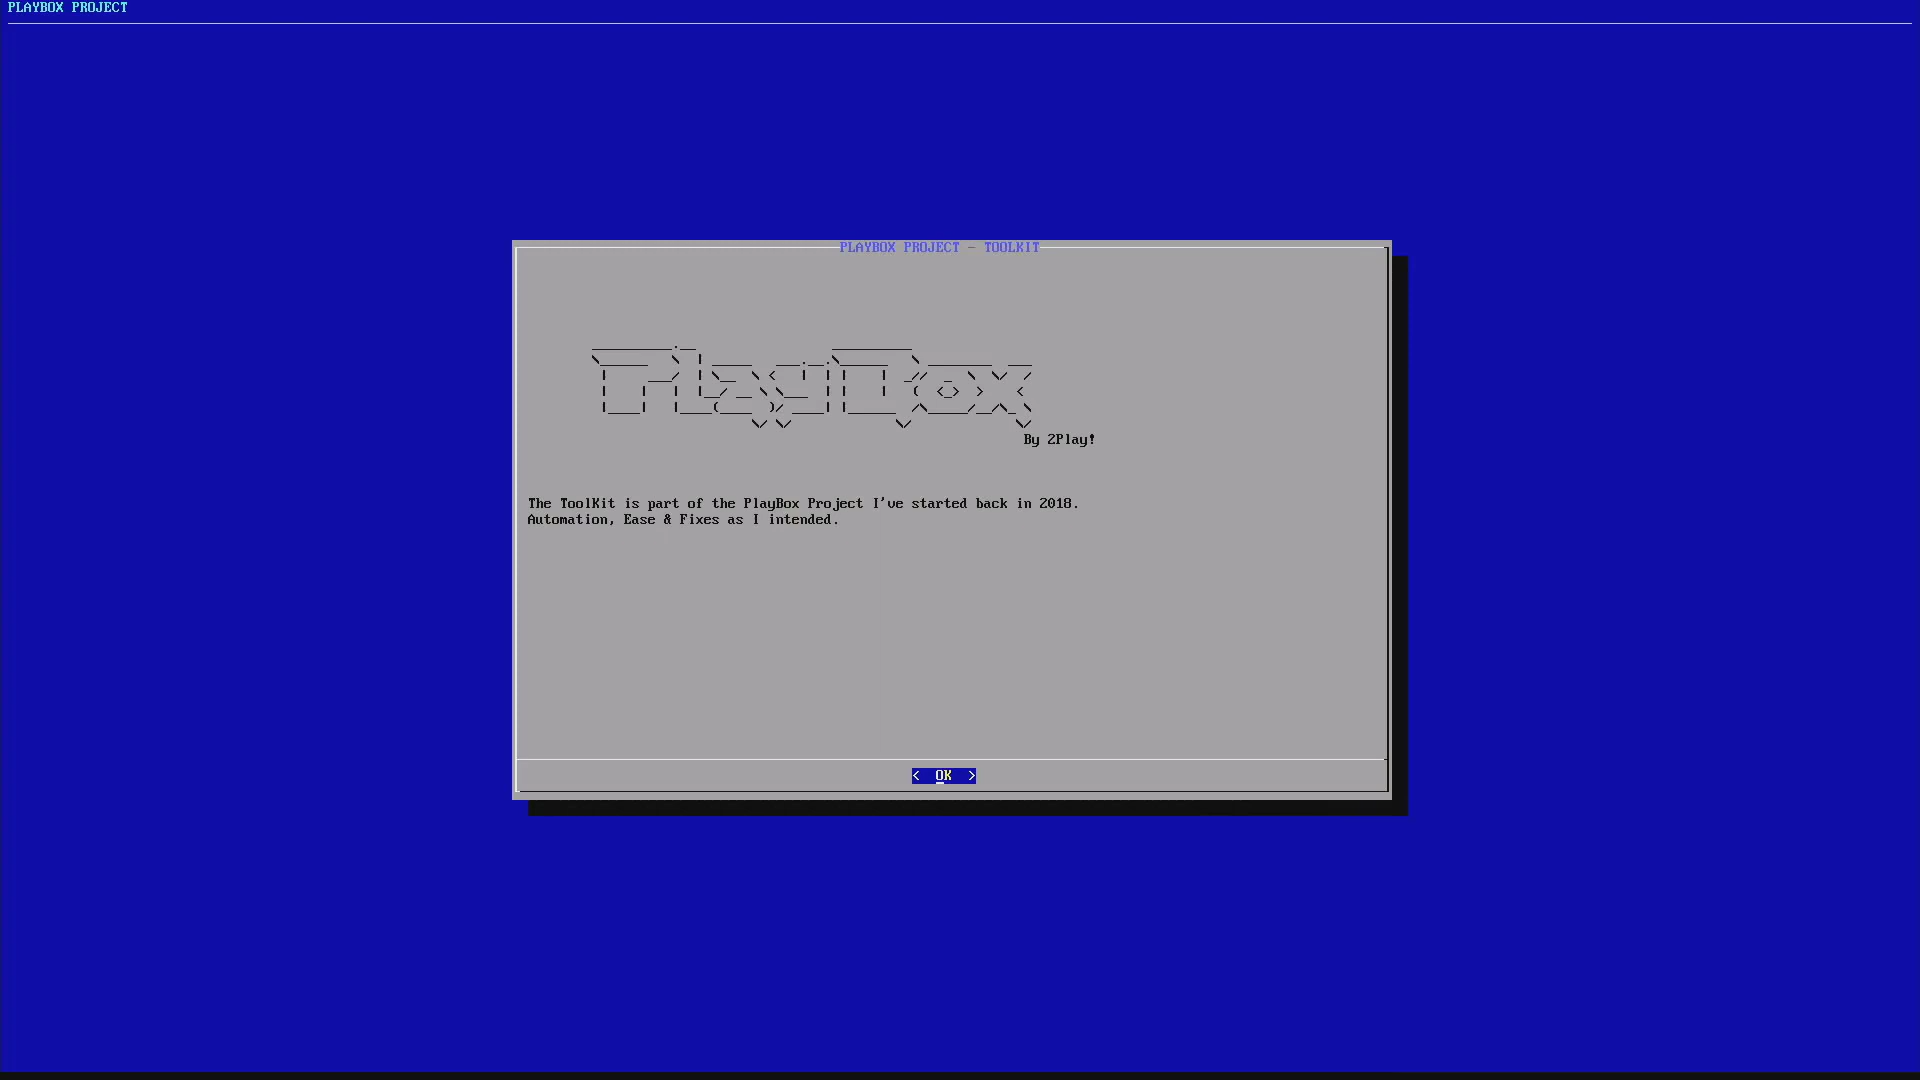 PLAYBOX PROJECT
PLAYBOX PROJECT - TOOLKIT
PlayBox
By 2Play!
The ToolKit is part of the PlayBox Project I've started back in 2018.
Automation, Ease & Fixes as I intended.
< OK >